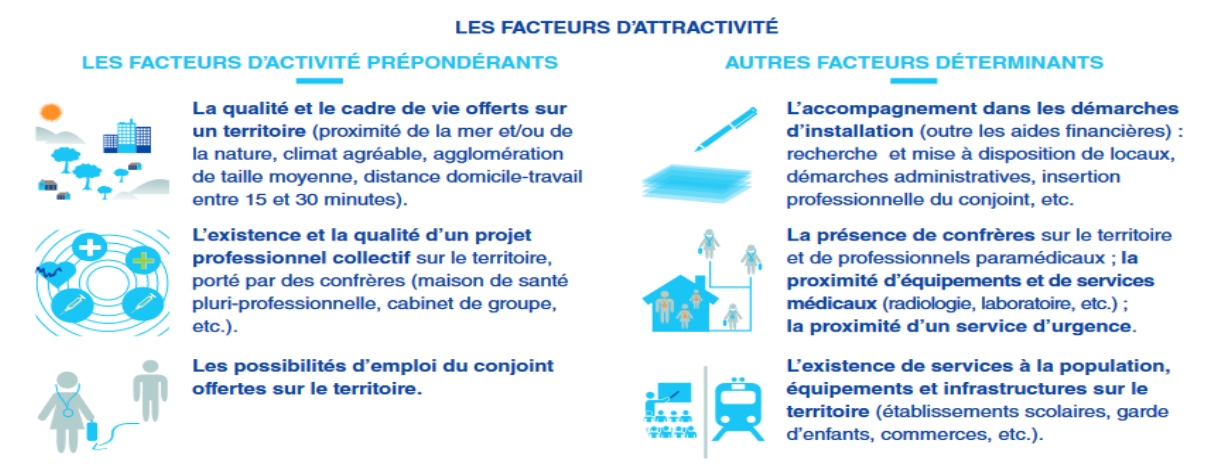 LES FACTEURS D'ATTRACTIVITÉ
LES FACTEURS D'ACTIVITÉ PRÉPONDÉRANTS
La qualité et le cadre de vie offerts sur
un territoire (proximité de la mer et/ou de
la nature, climat agréable, agglomération
de taille moyenne, distance domicile-travail
entre 15 et 30 minutes).
L'existence et la qualité d'un projet
professionnel collectif sur le territoire,
porté par des confrères (maison de santé
pluri-professionnelle, cabinet de groupe,
etc.).
Les possibilités d'emploi du conjoint
offertes sur le territoire.
AUTRES FACTEURS DÉTERMINANTS
L'accompagnement dans les démarches
d'installation (outre les aides financières) :
recherche et mise à disposition de locaux,
démarches administratives, insertion
professionnelle du conjoint, etc.
La présence de confrères sur le territoire
et de professionnels paramédicaux ; la
proximité d'équipements et de services
médicaux (radiologie, laboratoire, etc.) ;
la proximité d'un service d'urgence.
L'existence de services à la population,
équipements et infrastructures sur le
territoire (établissements scolaires, garde
d'enfants, commerces, etc.).